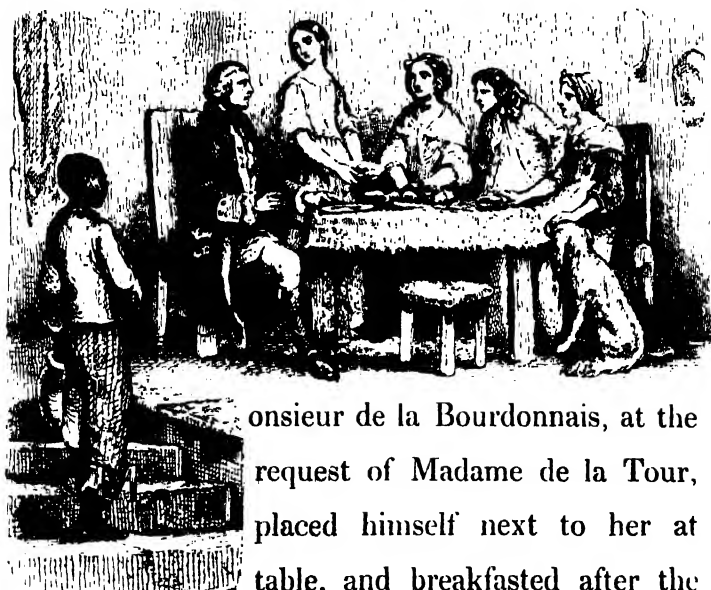 onsieur de la Bourdonnais, at the
request of Madame de la Tour,
placed himself next to her at
table, and breakfasted after the